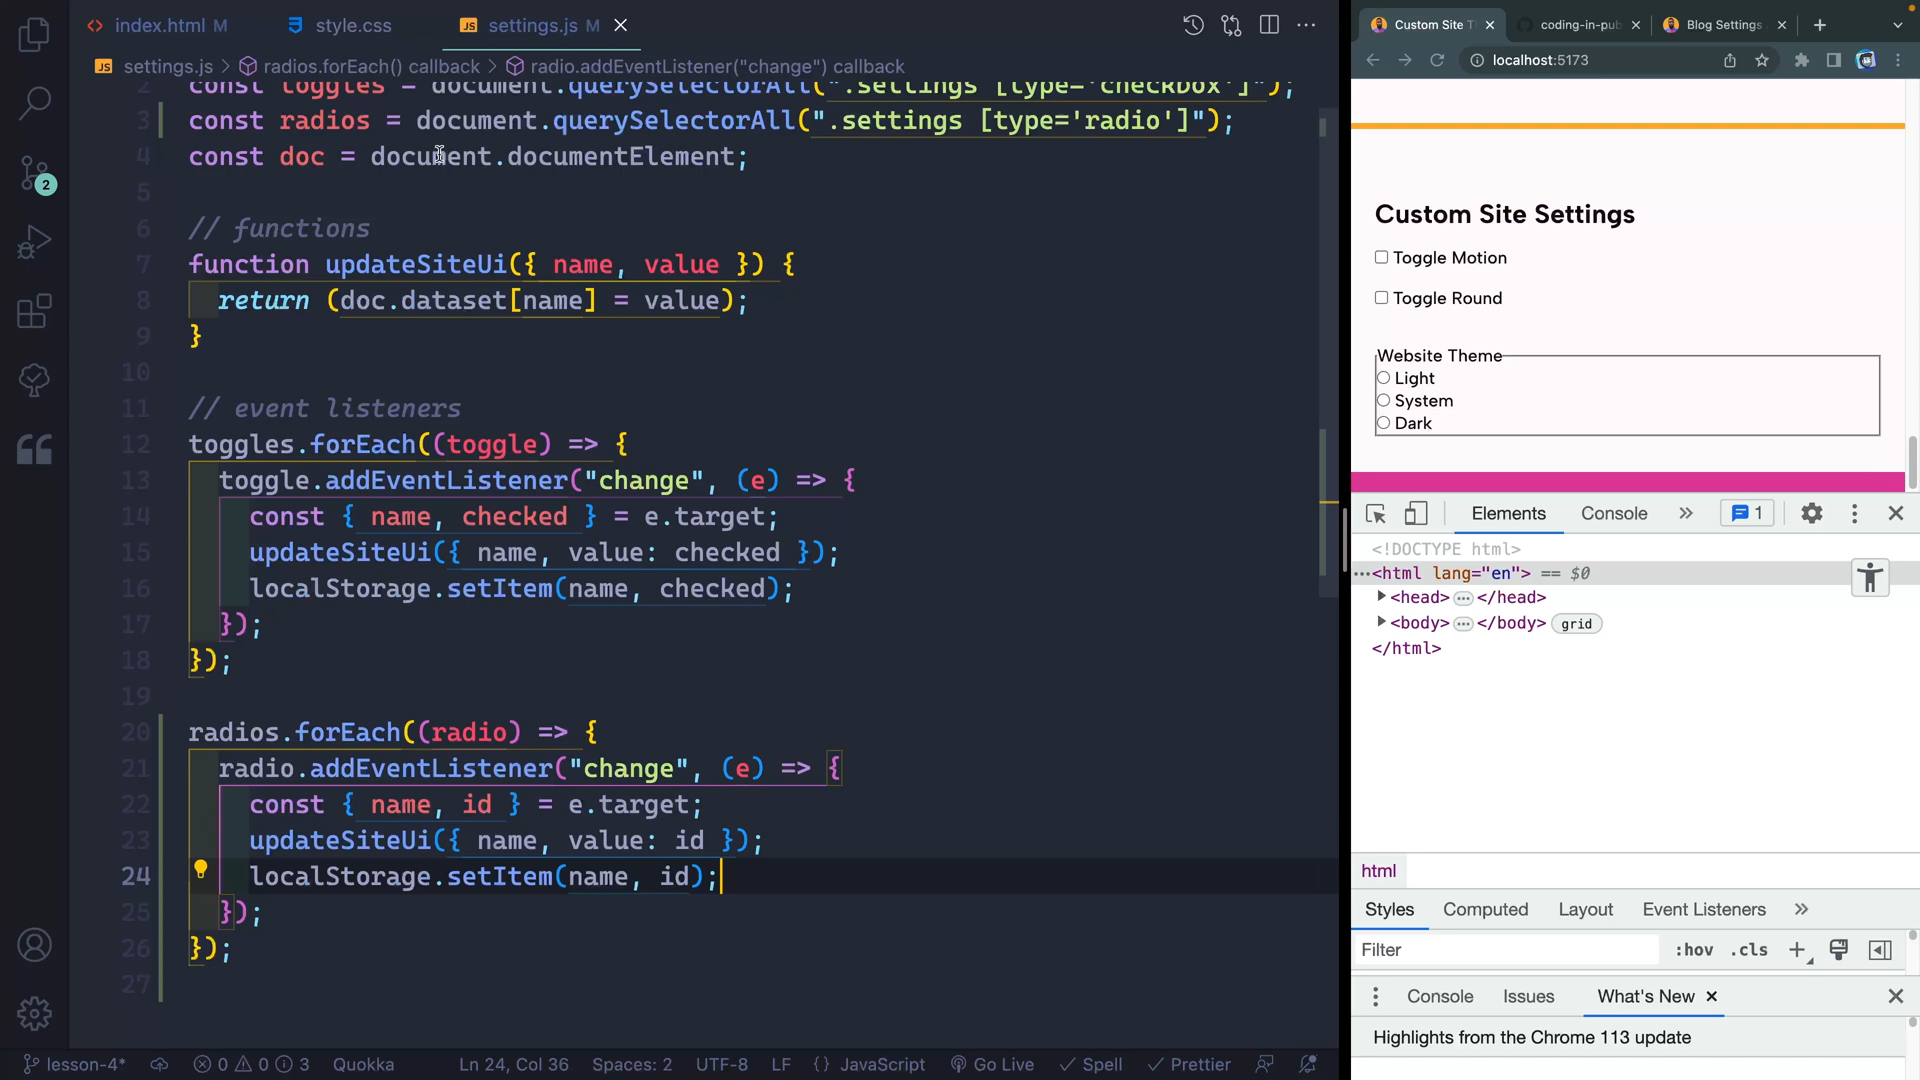 index.html M
style.css
settings.js M
settings.js > radios.forEach() callback > radio.addEventListener("change") callback
2 const toggles = document.querySelectorAll(".settings [type='checkbox']");
3 const radios = document.querySelectorAll(".settings [type='radio']");
4 const doc = document.documentElement;
5
6 // functions
7 function updateSiteUi({ name, value }) {
8 return (doc.dataset[name] = value);
9 }
10
11 // event listeners
12 toggles.forEach((toggle) => {
13 toggle.addEventListener("change", (e) => {
14 const { name, checked } = e.target;
15 updateSiteUi({ name, value: checked });
16 localStorage.setItem(name, checked);
17 });
18 });
19
20 radios.forEach((radio) => {
21 radio.addEventListener("change", (e) => {
22 const { name, id } = e.target;
23 updateSiteUi({ name, value: id });
24 localStorage.setItem(name, id);
25 });
26 });
27
2
lesson-4*
0 0 3
Quokka
Ln 24, Col 36
Spaces: 2
UTF-8
LF
{} JavaScript
Go Live
Spell
Prettier
Custom Site T
coding-in-pub
Blog Settings
localhost:5173
Custom Site Settings
Toggle Motion
Toggle Round
Website Theme
Light
System
Dark
Elements
Console
1
<!DOCTYPE html>
<html lang="en"> == $0
<head> … </head>
<body> … </body> grid
</html>
html
Styles
Computed
Layout
Event Listeners
Filter
:hov .cls
Console
Issues
What's New
Highlights from the Chrome 113 update